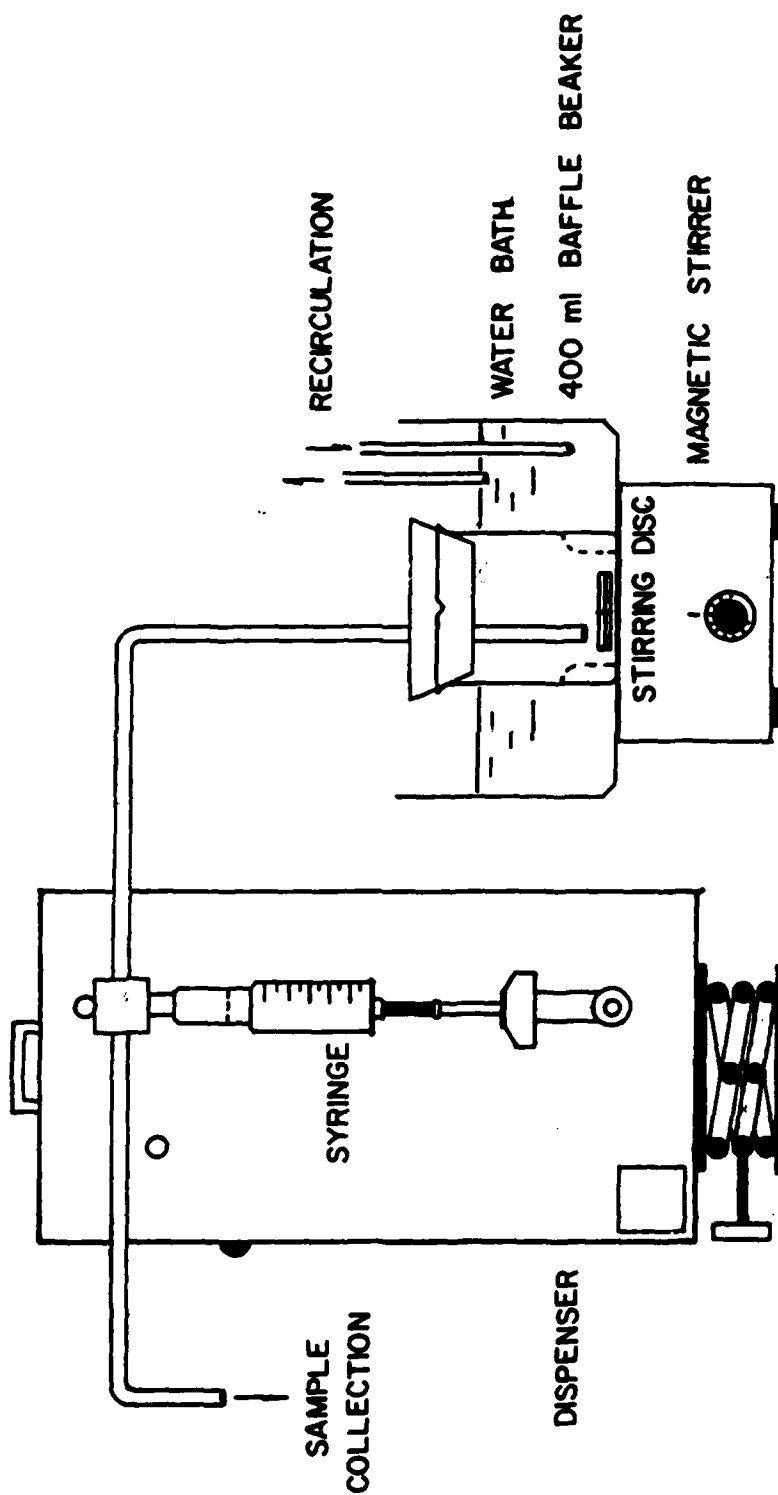 SAMPLE
COLLECTION
DISPENSER
SYRINGE
STIRRING DISC
RECIRCULATION
WATER BATH
400 ml BAFFLE BEAKER
MAGNETIC STIRRER